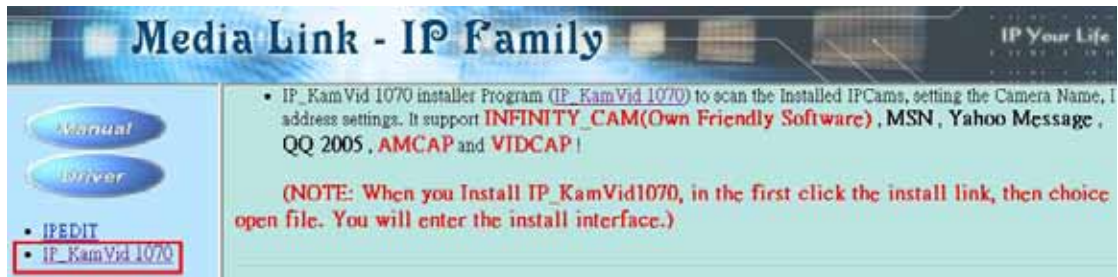 Media Link - IP Family
IP Your Life
Manual
Driver
• IPEDIT
• IP_KamVid 1070
• IP_KamVid 1070 installer Program (IP_KamVid 1070) to scan the Installed IPCams, setting the Camera Name, I
address settings. It support INFINITY_CAM(Own Friendly Software) , MSN , Yahoo Message ,
QQ 2005 , AMCAP and VIDCAP !
(NOTE: When you Install IP_KamVid1070, in the first click the install link, then choice
open file. You will enter the install interface.)